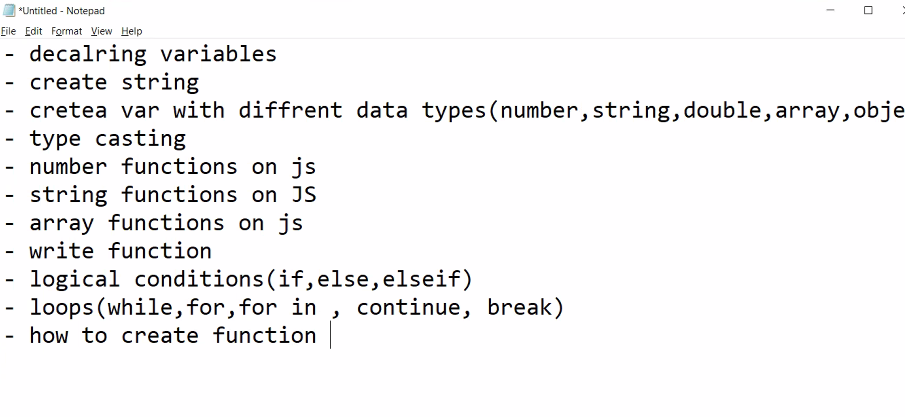 *Untitled - Notepad
File Edit Format View Help
- decalring variables
- create string
- cretea var with diffrent data types(number,string,double,array,obje
- type casting
- number functions on js
- string functions on JS
- array functions on js
- write function
- logical conditions(if,else,elseif)
- loops(while,for,for in , continue, break)
- how to create function